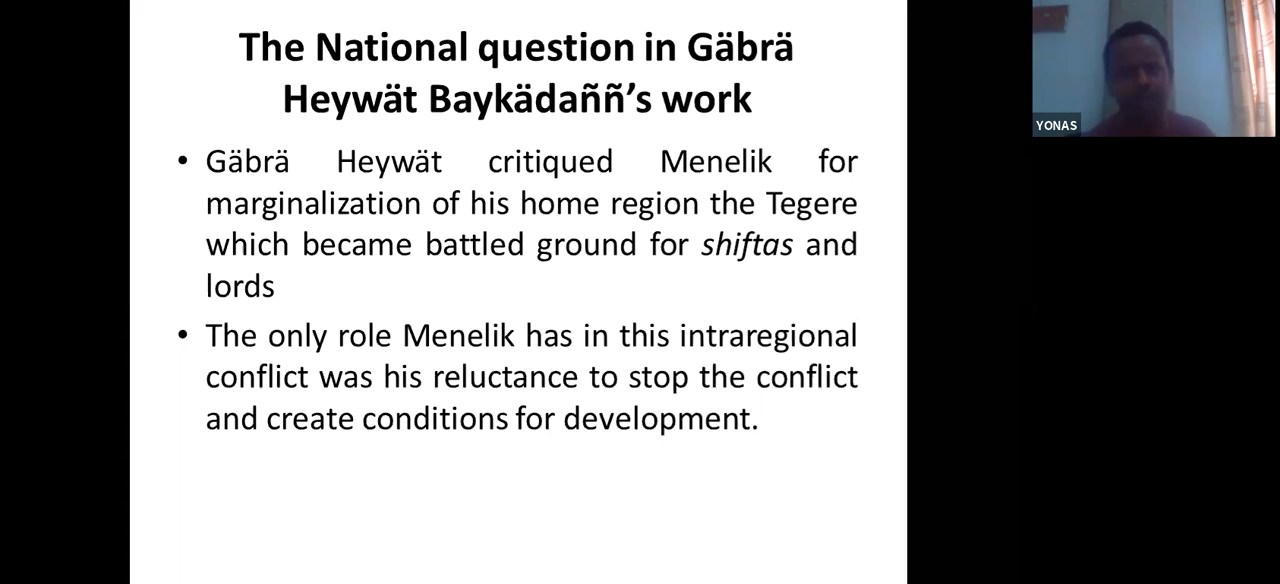 The National question in Gäbrä
Heywät Baykädaññ’s work
• Gäbrä Heywät critiqued Menelik for
marginalization of his home region the Tegere
which became battled ground for shiftas and
lords
• The only role Menelik has in this intraregional
conflict was his reluctance to stop the conflict
and create conditions for development.
YONAS